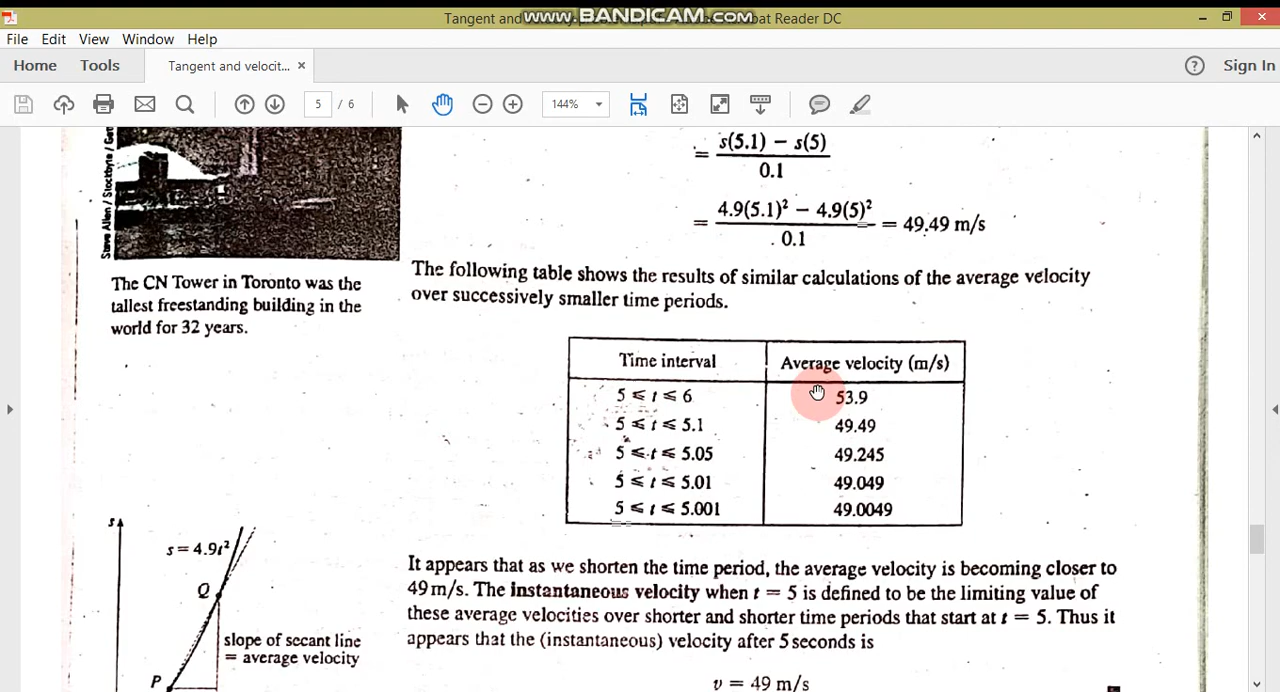 Tangent and
www.BANDICAM.com
bat Reader DC
File Edit View Window Help
Home Tools Tangent and velocit... × Sign In
5 / 6 144%
Steve Allen / Stockbyte /
= s(5.1) − s(5) / 0.1
= 4.9(5.1)² − 4.9(5)² / 0.1 = 49.49 m/s
The CN Tower in Toronto was the
tallest freestanding building in the
world for 32 years.
The following table shows the results of similar calculations of the average velocity
over successively smaller time periods.
Time interval Average velocity (m/s)
5 ≤ t ≤ 6 53.9
5 ≤ t ≤ 5.1 49.49
5 ≤ t ≤ 5.05 49.245
5 ≤ t ≤ 5.01 49.049
5 ≤ t ≤ 5.001 49.0049
s
s = 4.9t²
Q
slope of secant line
= average velocity
P
It appears that as we shorten the time period, the average velocity is becoming closer to
49 m/s. The instantaneous velocity when t = 5 is defined to be the limiting value of
these average velocities over shorter and shorter time periods that start at t = 5. Thus it
appears that the (instantaneous) velocity after 5 seconds is
v = 49 m/s